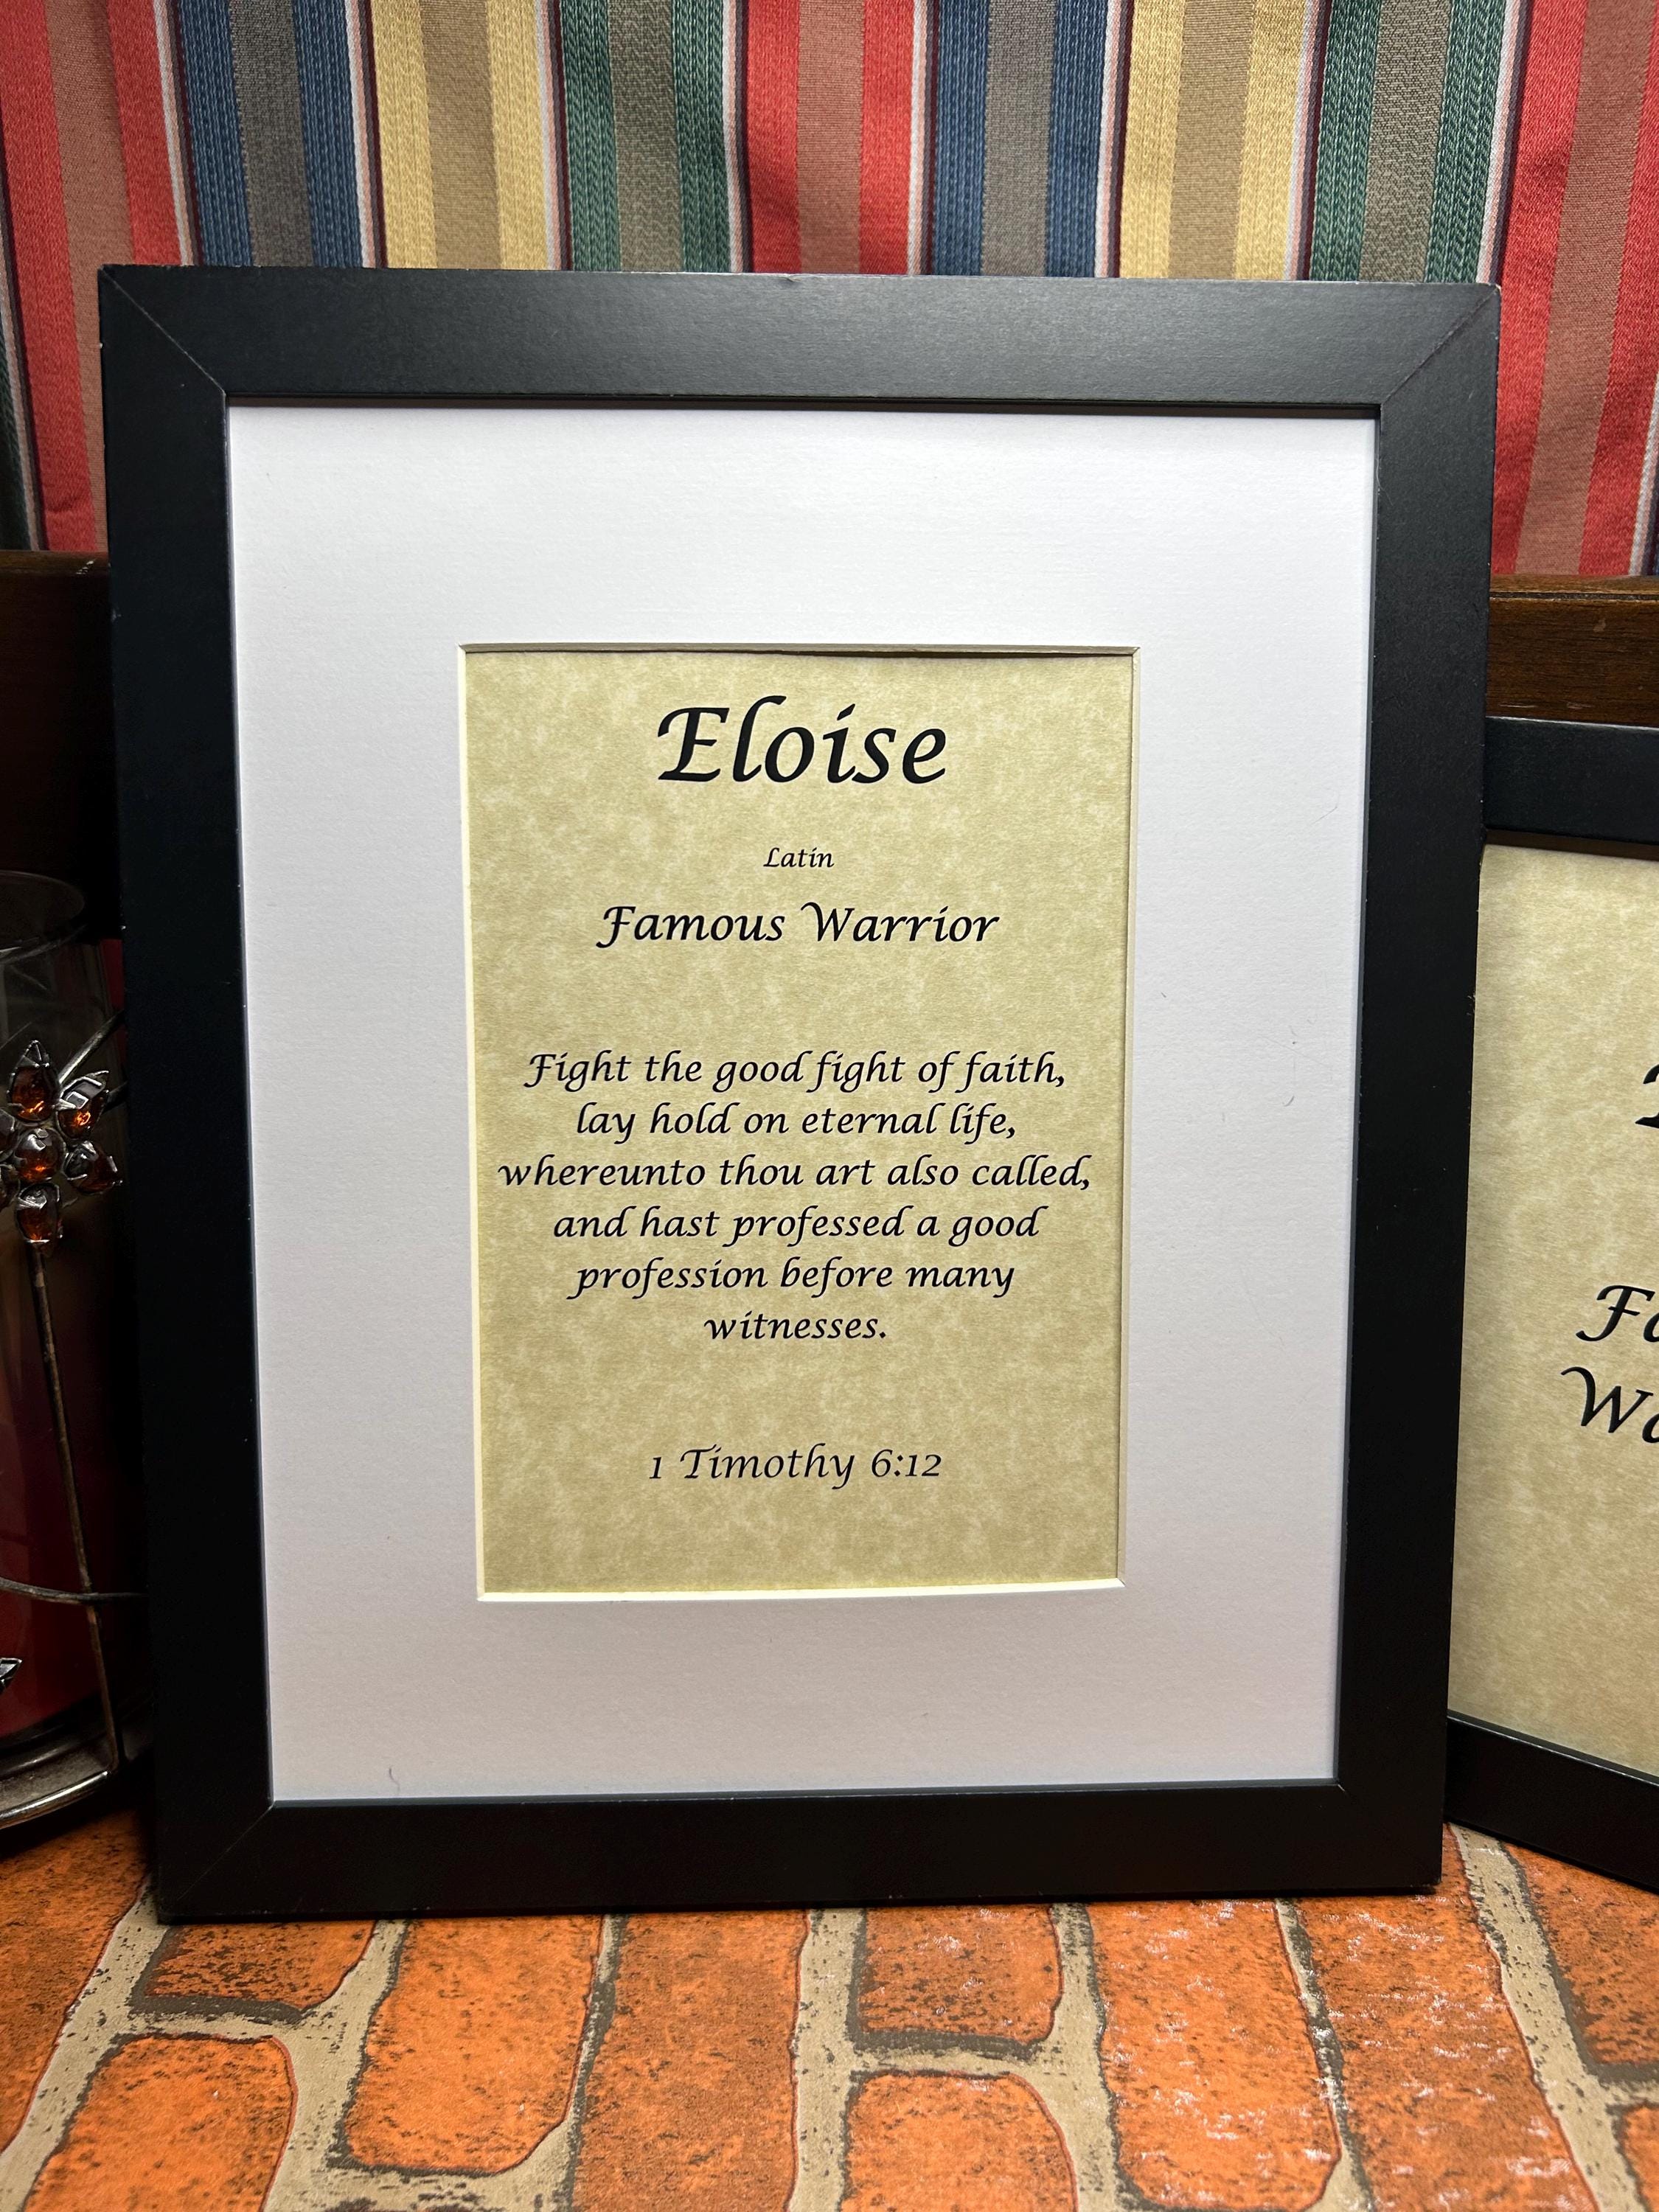 Eloise
Latin
Famous Warrior
Fight the good fight of faith,
lay hold on eternal life,
whereunto thou art also called,
and hast professed a good
profession before many
witnesses.
1 Timothy 6:12